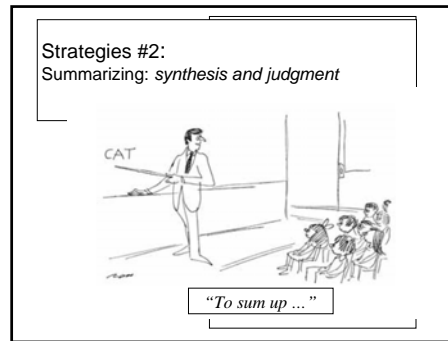 Strategies #2:
Summarizing: synthesis and judgment
CAT
“To sum up …”